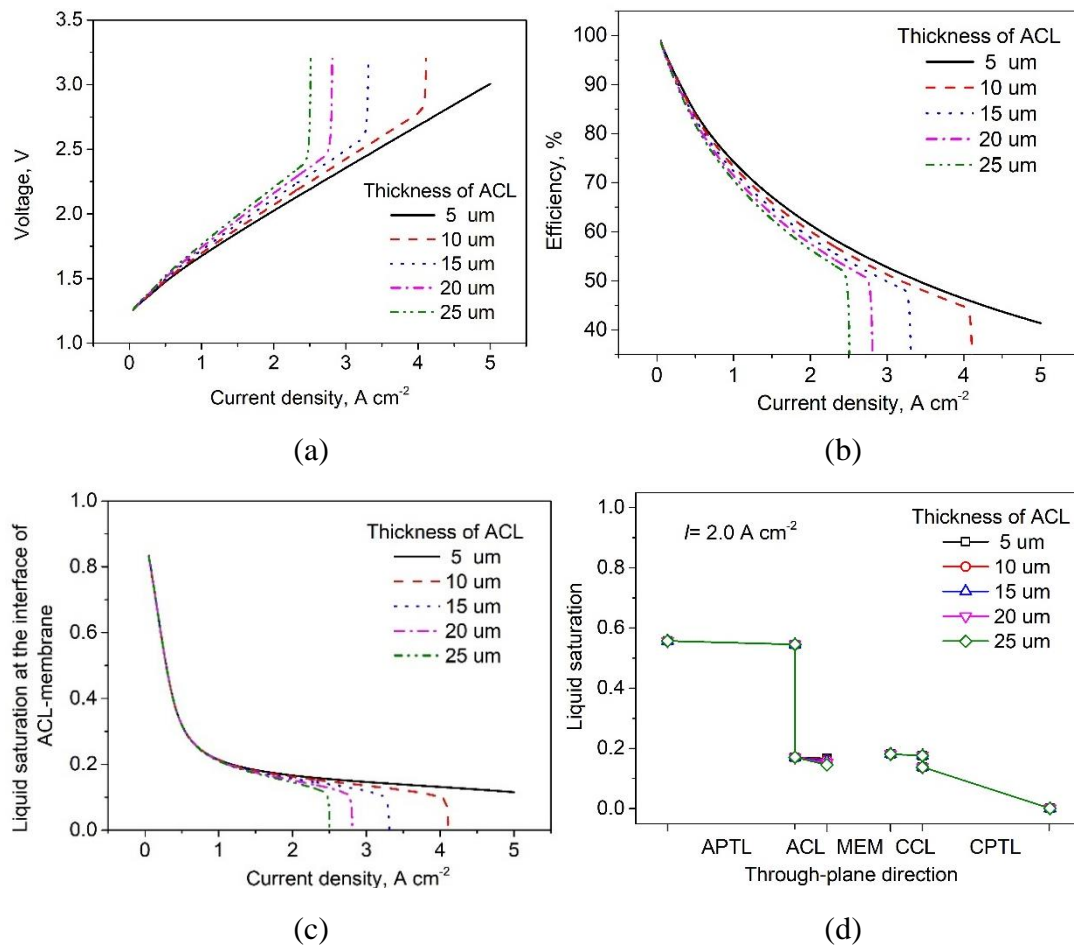 3.5
3.0
2.5
2.0
1.5
1.0
Voltage, V
Thickness of ACL
5 um
10 um
15 um
20 um
25 um
0 1 2 3 4 5
Current density, A cm-2
(a)
100
90
80
70
60
50
40
Efficiency, %
Thickness of ACL
5 um
10 um
15 um
20 um
25 um
0 1 2 3 4 5
Current density, A cm-2
(b)
1.0
0.8
0.6
0.4
0.2
0.0
Liquid saturation at the interface of
ACL-membrane
Thickness of ACL
5 um
10 um
15 um
20 um
25 um
0 1 2 3 4 5
Current density, A cm-2
(c)
1.0
0.8
0.6
0.4
0.2
0.0
Liquid saturation
I= 2.0 A cm-2
Thickness of ACL
5 um
10 um
15 um
20 um
25 um
APTL ACL MEM CCL CPTL
Through-plane direction
(d)